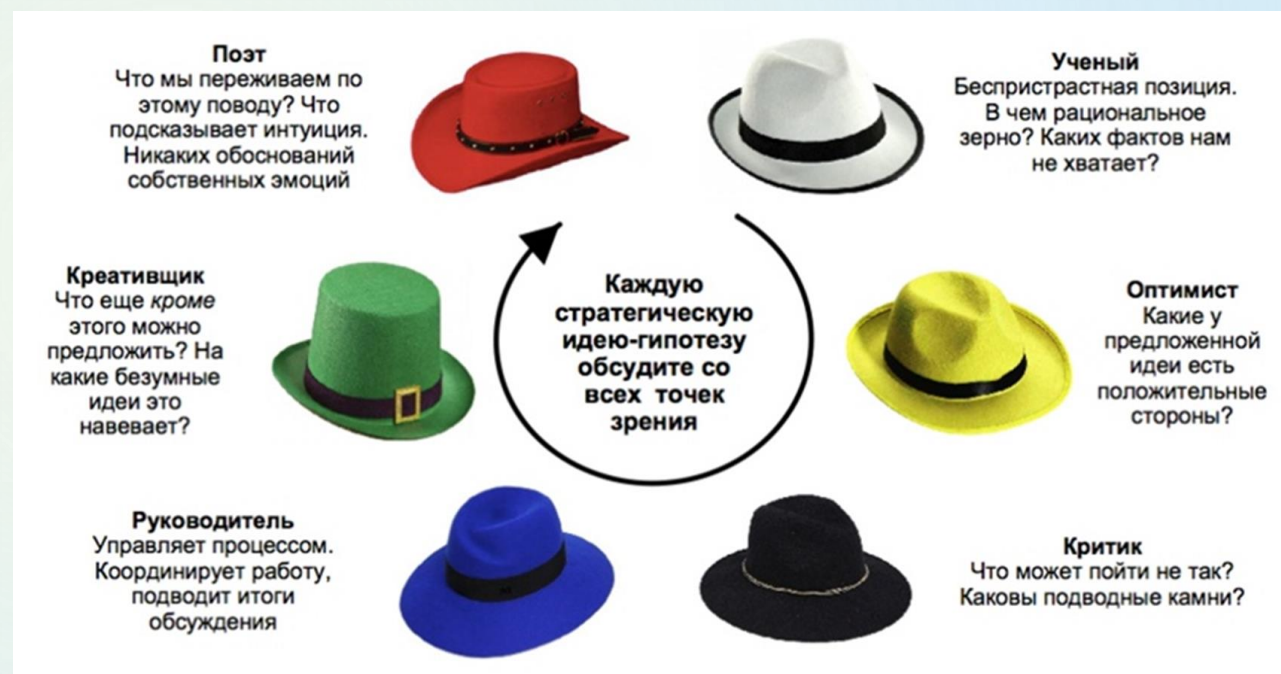 Поэт
Что мы переживаем по
этому поводу? Что
подсказывает интуиция.
Никаких обоснований
собственных эмоций
Ученый
Беспристрастная позиция.
В чем рациональное
зерно? Каких фактов нам
не хватает?
Креативщик
Что еще кроме
этого можно
предложить? На
какие безумные
идеи это
навевает?
Каждую
стратегическую
идею-гипотезу
обсудите со
всех точек
зрения
Оптимист
Какие у
предложенной
идеи есть
положительные
стороны?
Руководитель
Управляет процессом.
Координирует работу,
подводит итоги
обсуждения
Критик
Что может пойти не так?
Каковы подводные камни?